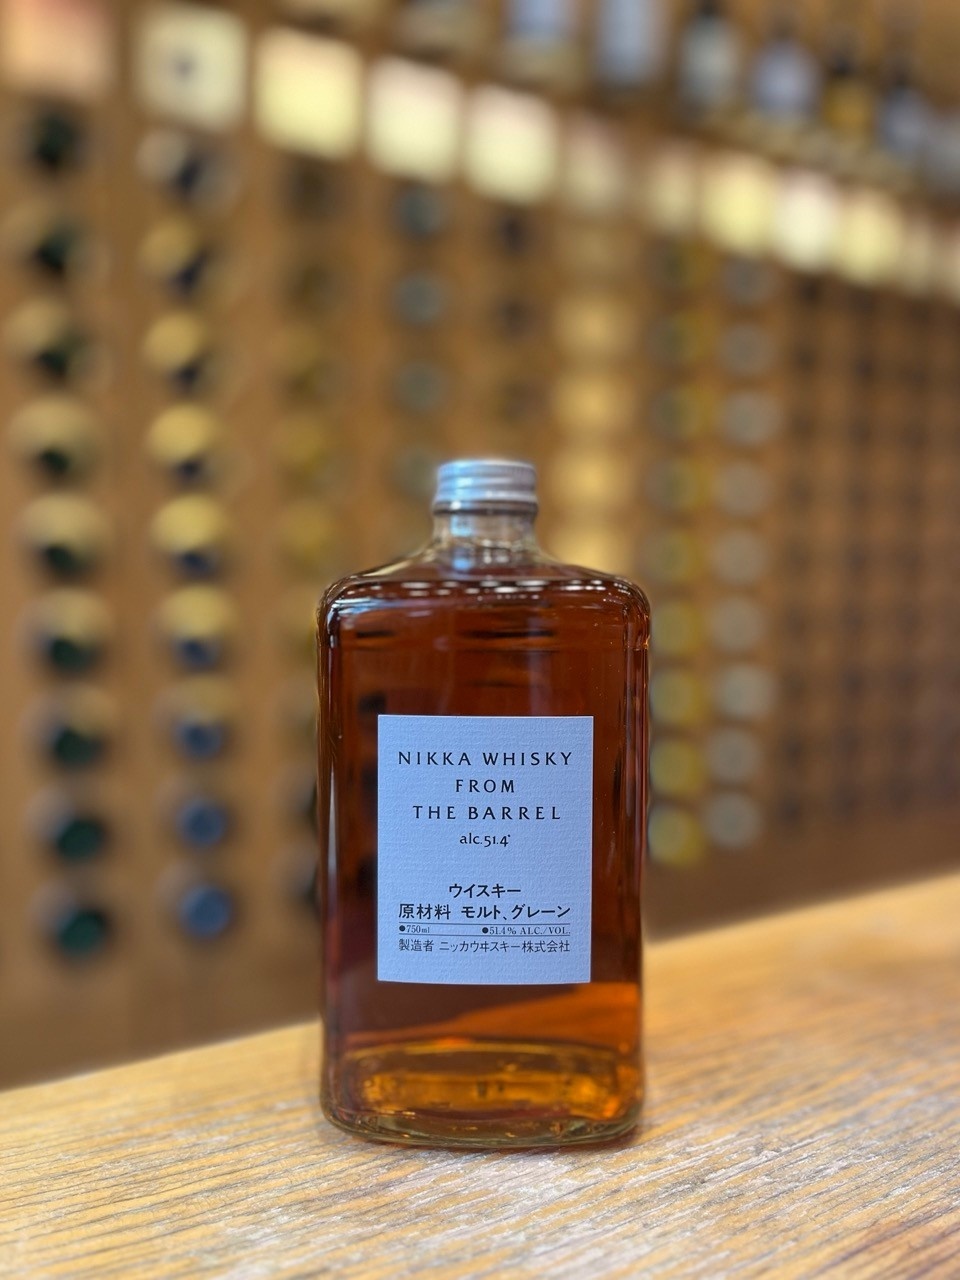 NIKKA WHISKY
FROM
THE BARREL
alc.51.4°
ウイスキー
原材料 モルト、グレーン
●750ml ●51.4% ALC./VOL.
製造者 ニッカウヰスキー株式会社